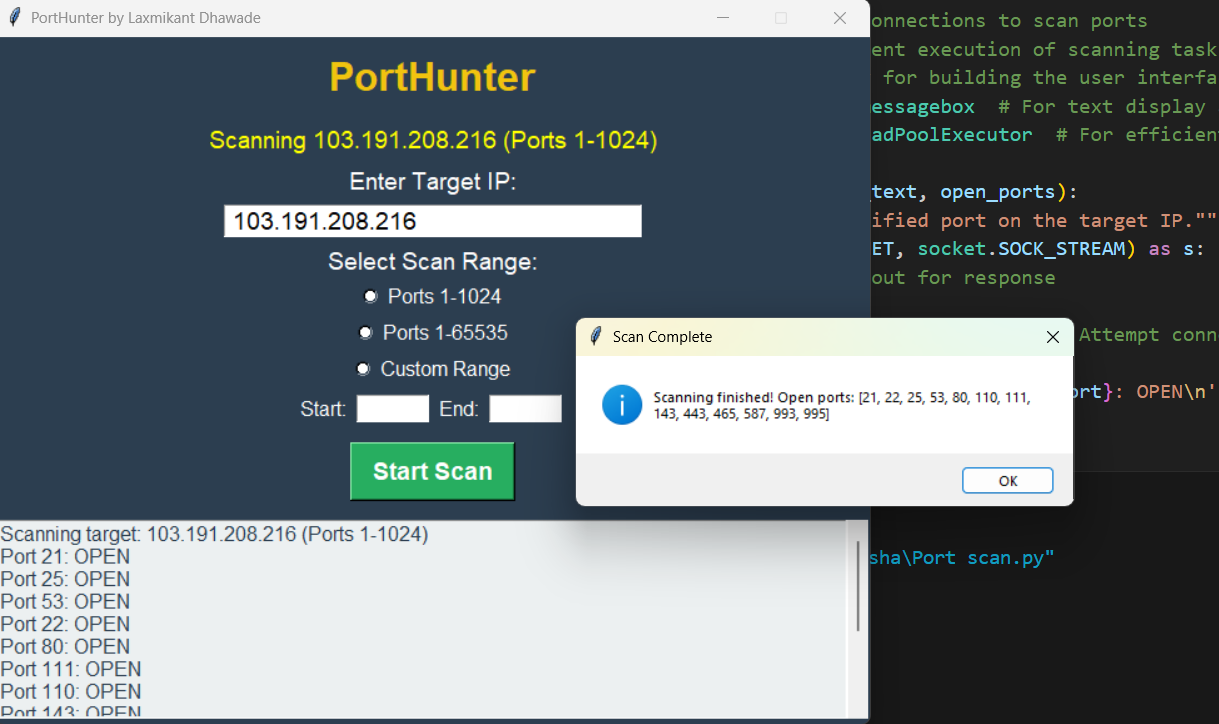 PortHunter by Laxmikant Dhawade
PortHunter
Scanning 103.191.208.216 (Ports 1-1024)
Enter Target IP:
103.191.208.216
Select Scan Range:
Ports 1-1024
Ports 1-65535
Custom Range
Start: End:
Start Scan
Scanning target: 103.191.208.216 (Ports 1-1024)
Port 21: OPEN
Port 25: OPEN
Port 53: OPEN
Port 22: OPEN
Port 80: OPEN
Port 111: OPEN
Port 110: OPEN
Port 143: OPEN
Scan Complete
Scanning finished! Open ports: [21, 22, 25, 53, 80, 110, 111,
143, 443, 465, 587, 993, 995]
OK
onnections to scan ports
ent execution of scanning task
for building the user interfa
essagebox # For text display
adPoolExecutor # For efficien
text, open_ports):
ified port on the target IP.""
ET, socket.SOCK_STREAM) as s:
out for response
Attempt conn
ort}: OPEN\n'
sha\Port scan.py"